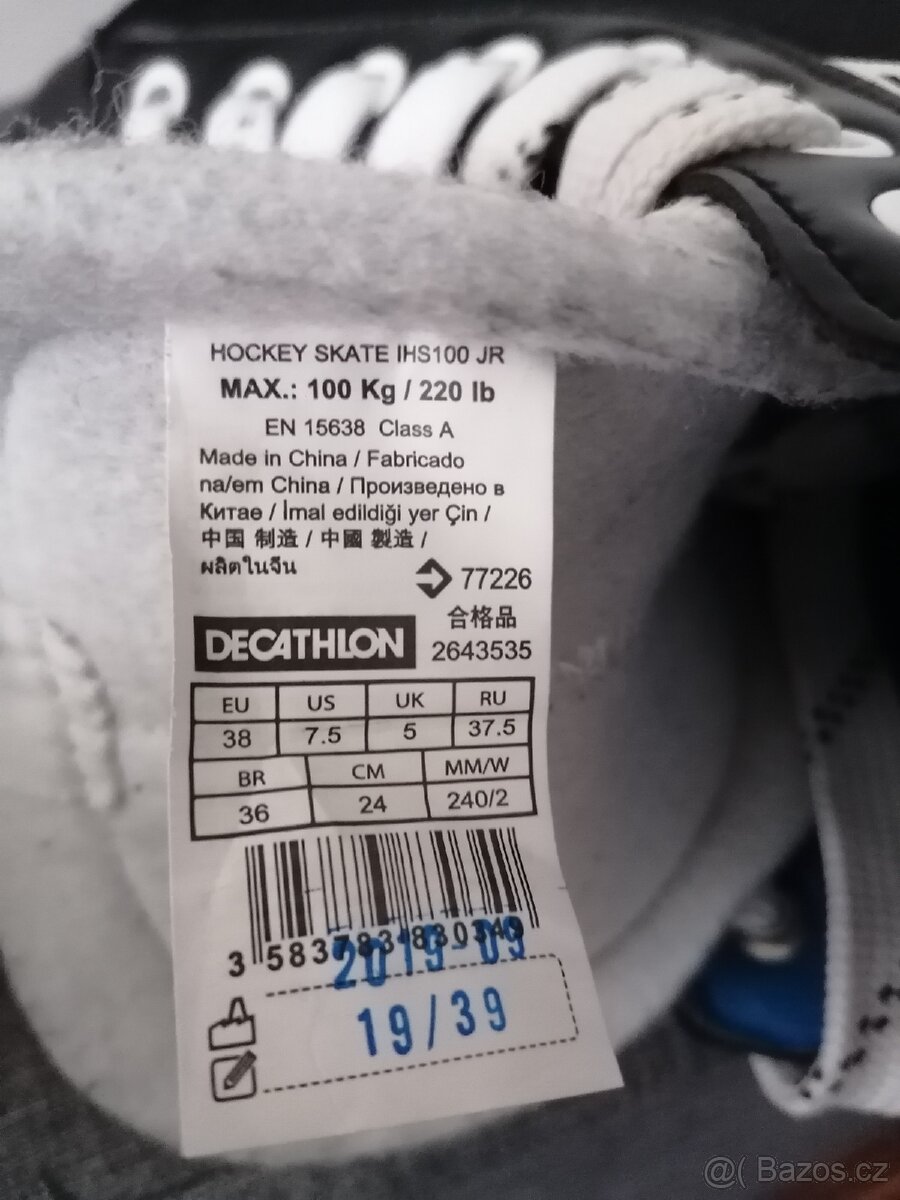 HOCKEY SKATE IHS100 JR
MAX.: 100 Kg / 220 lb
EN 15638 Class A
Made in China / Fabricado
na/em China / Произведено в
Китае / İmal edildiği yer Çin /
中国 制造 / 中國 製造 /
ผลิตในจีน
77226
合格品
DECATHLON 2643535
EU US UK RU
38 7.5 5 37.5
BR CM MM/W
36 24 240/2
3 583783 830349
2019-09
19/39
@( Bazos.cz